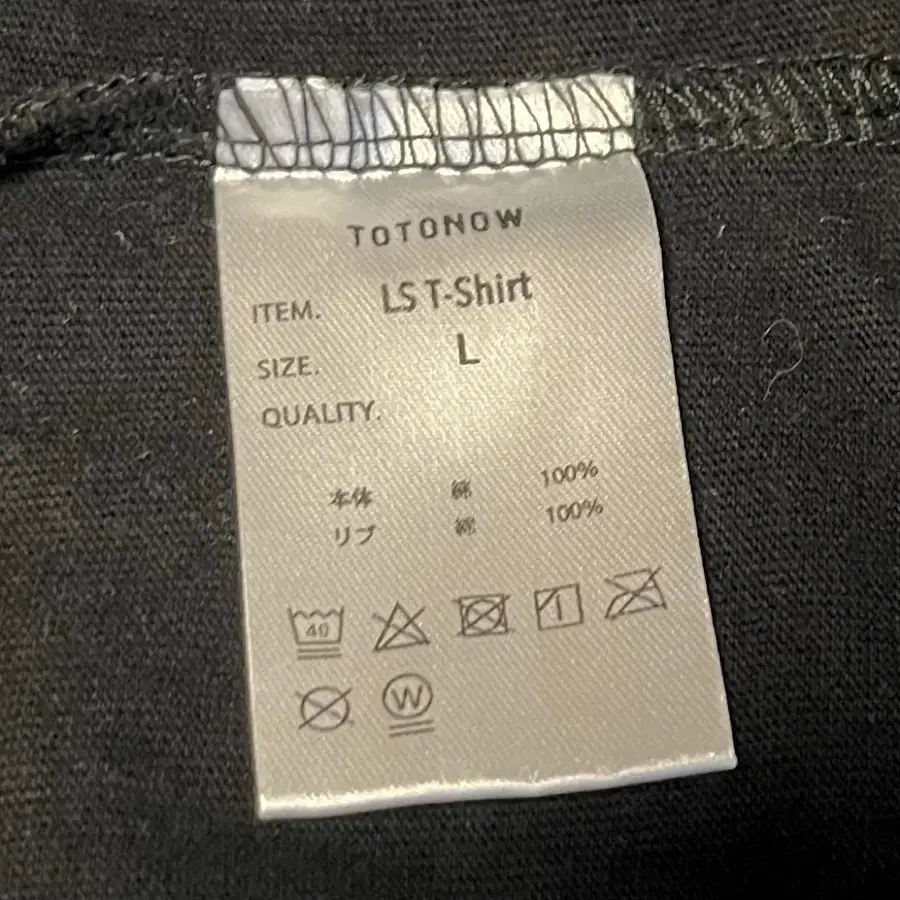 TOTONOW
ITEM. LS T-Shirt
SIZE. L
QUALITY.
本体 綿 100%
リブ 綿 100%
40
W